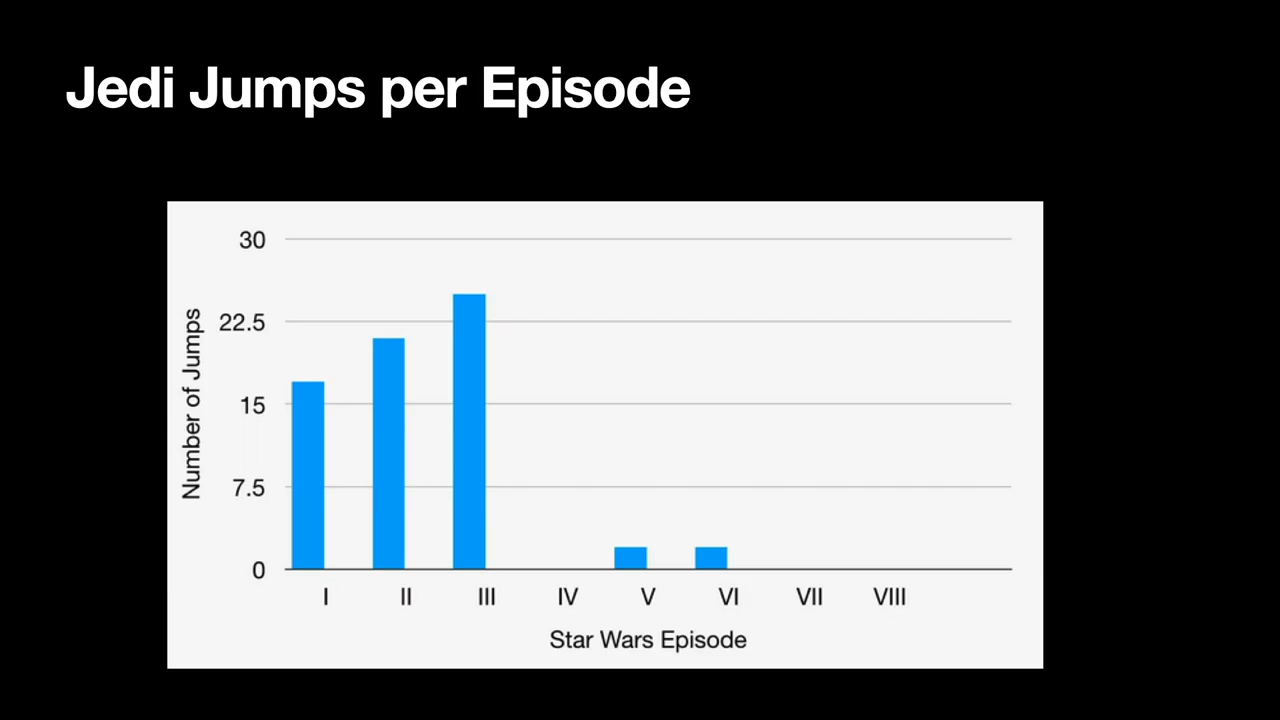 Jedi Jumps per Episode
30
22.5
15
7.5
0
Number of Jumps
I II III IV V VI VII VIII
Star Wars Episode